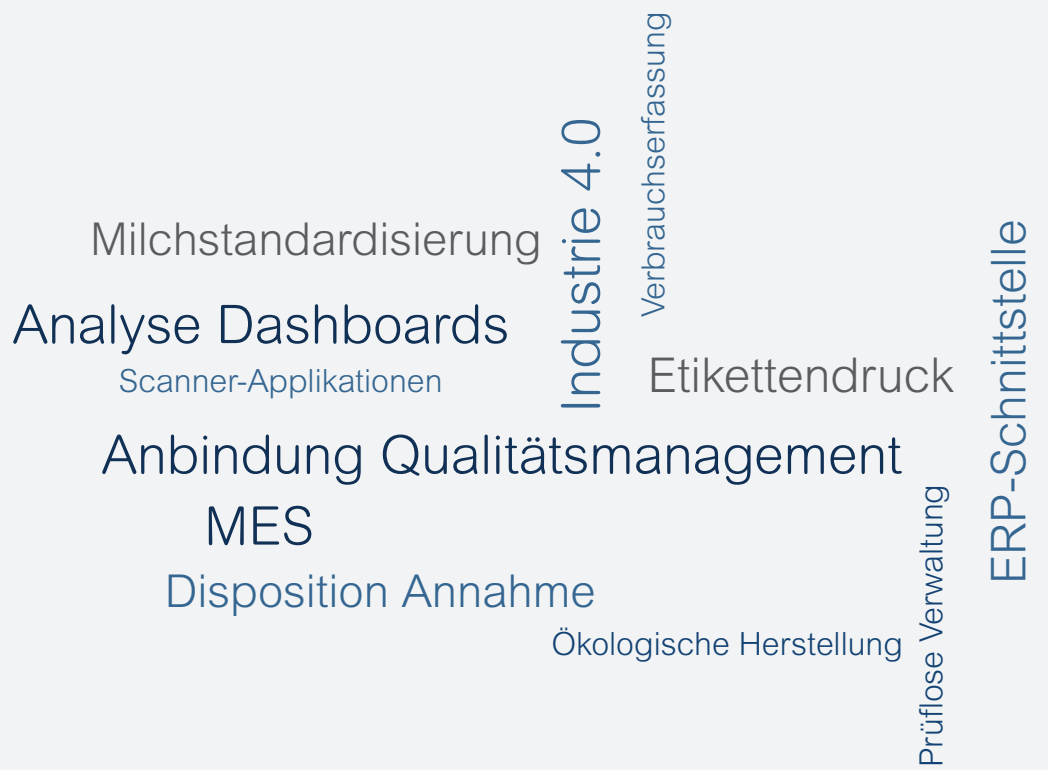 Verbrauchserfassung
Industrie 4.0
Milchstandardisierung
ERP-Schnittstelle
Analyse Dashboards
Scanner-Applikationen
Etikettendruck
Anbindung Qualitätsmanagement
MES
Prüflose Verwaltung
Disposition Annahme
Ökologische Herstellung